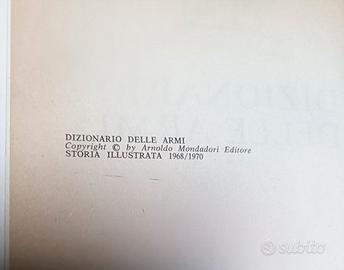 DIZIONARIO DELLE ARMI
Copyright © by Arnoldo Mondadori Editore
STORIA ILLUSTRATA 1968/1970
subito